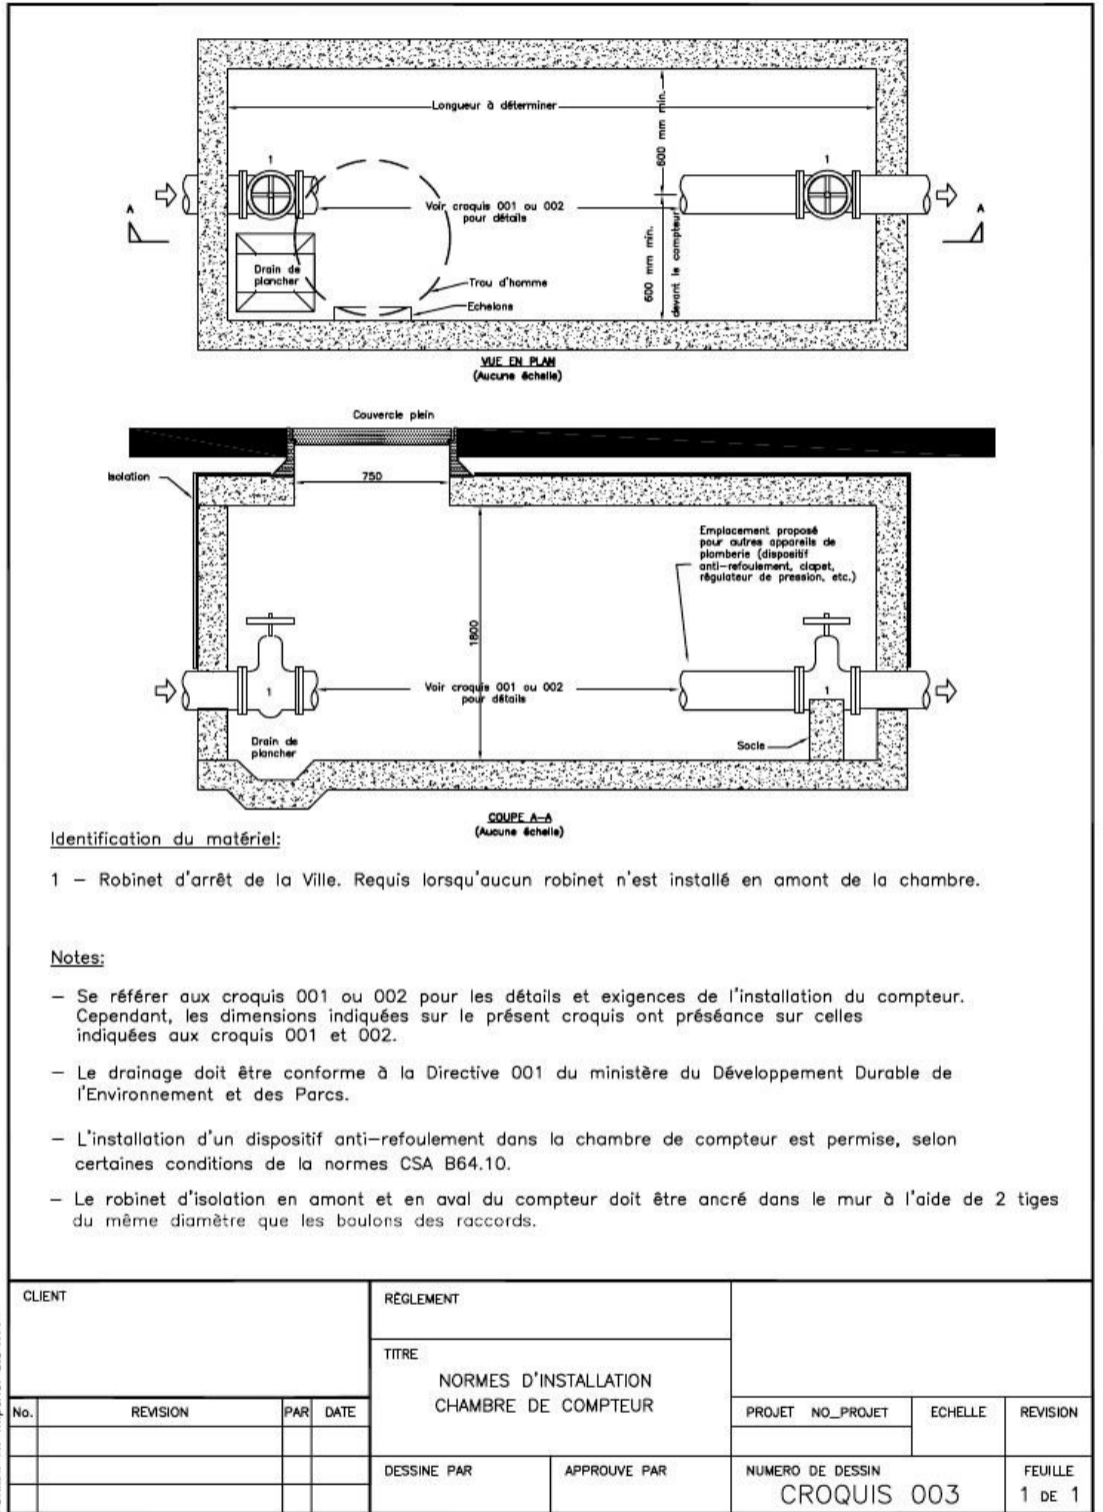 Longueur à déterminer
600 mm min.
1
1
Voir croquis 001 ou 002
pour détails
A
A
600 mm min.
devant le compteur
Drain de
plancher
Trou d'homme
Echelons
VUE EN PLAN
(Aucune échelle)
Couvercle plein
Isolation
750
Emplacement proposé
pour autres appareils de
plomberie (dispositif
anti-refoulement, clapet,
régulateur de pression, etc.)
1800
1
Voir croquis 001 ou 002
pour détails
1
Drain de
plancher
Socle
COUPE A-A
(Aucune échelle)
Identification du matériel:
1 - Robinet d'arrêt de la Ville. Requis lorsqu'aucun robinet n'est installé en amont de la chambre.
Notes:
- Se référer aux croquis 001 ou 002 pour les détails et exigences de l'installation du compteur.
Cependant, les dimensions indiquées sur le présent croquis ont préséance sur celles
indiquées aux croquis 001 et 002.
- Le drainage doit être conforme à la Directive 001 du ministère du Développement Durable de
l'Environnement et des Parcs.
- L'installation d'un dispositif anti-refoulement dans la chambre de compteur est permise, selon
certaines conditions de la normes CSA B64.10.
- Le robinet d'isolation en amont et en aval du compteur doit être ancré dans le mur à l'aide de 2 tiges
du même diamètre que les boulons des raccords.
CLIENT
RÈGLEMENT
TITRE
NORMES D'INSTALLATION
CHAMBRE DE COMPTEUR
No. REVISION PAR DATE
PROJET NO_PROJET ECHELLE REVISION
DESSINE PAR APPROUVE PAR
NUMERO DE DESSIN FEUILLE
CROQUIS 003 1 DE 1